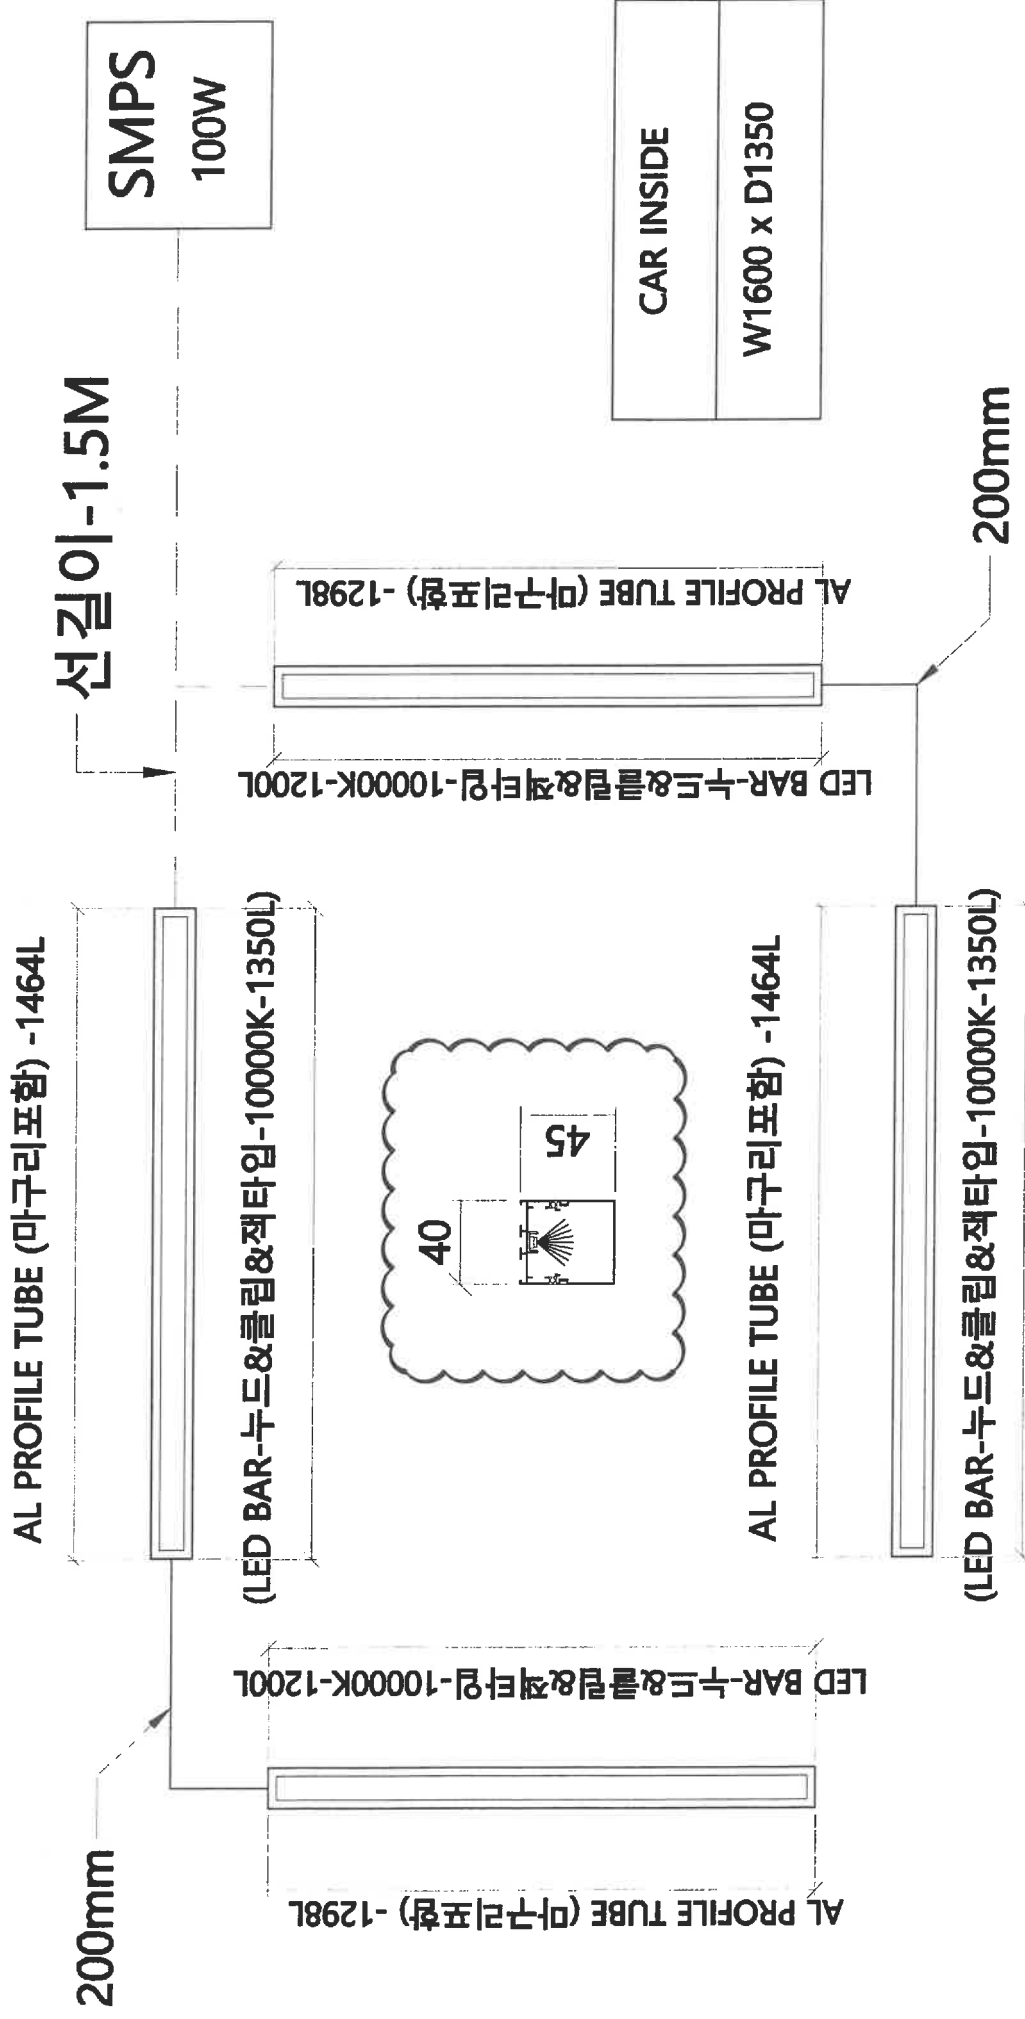 AL PROFILE TUBE (마구리포함) -1464L
200mm
선길이-1.5M
SMPS
100W
(LED BAR-누드&클립&잭타입-10000K-1350L)
AL PROFILE TUBE (마구리포함) -1298L
LED BAR-누드&클립&잭타입-10000K-1200L
40
45
LED BAR-누드&클립&잭타입-10000K-1200L
AL PROFILE TUBE (마구리포함) -1298L
CAR INSIDE
W1600 x D1350
AL PROFILE TUBE (마구리포함) -1464L
(LED BAR-누드&클립&잭타입-10000K-1350L)
200mm